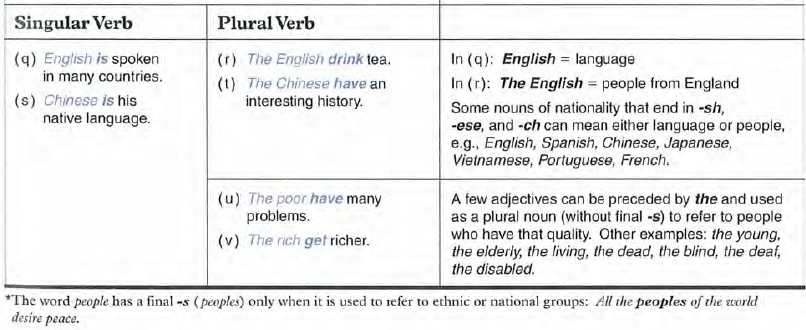 Singular Verb
Plural Verb
(q) English is spoken
in many countries.
(s) Chinese is his
native language.
(r) The English drink tea.
(t) The Chinese have an
interesting history.
In (q): English = language
In (r): The English = people from England
Some nouns of nationality that end in -sh,
-ese, and -ch can mean either language or people,
e.g., English, Spanish, Chinese, Japanese,
Vietnamese, Portuguese, French.
(u) The poor have many
problems.
(v) The rich get richer.
A few adjectives can be preceded by the and used
as a plural noun (without final -s) to refer to people
who have that quality. Other examples: the young,
the elderly, the living, the dead, the blind, the deaf,
the disabled.
*The word people has a final -s (peoples) only when it is used to refer to ethnic or national groups: All the peoples of the world
desire peace.